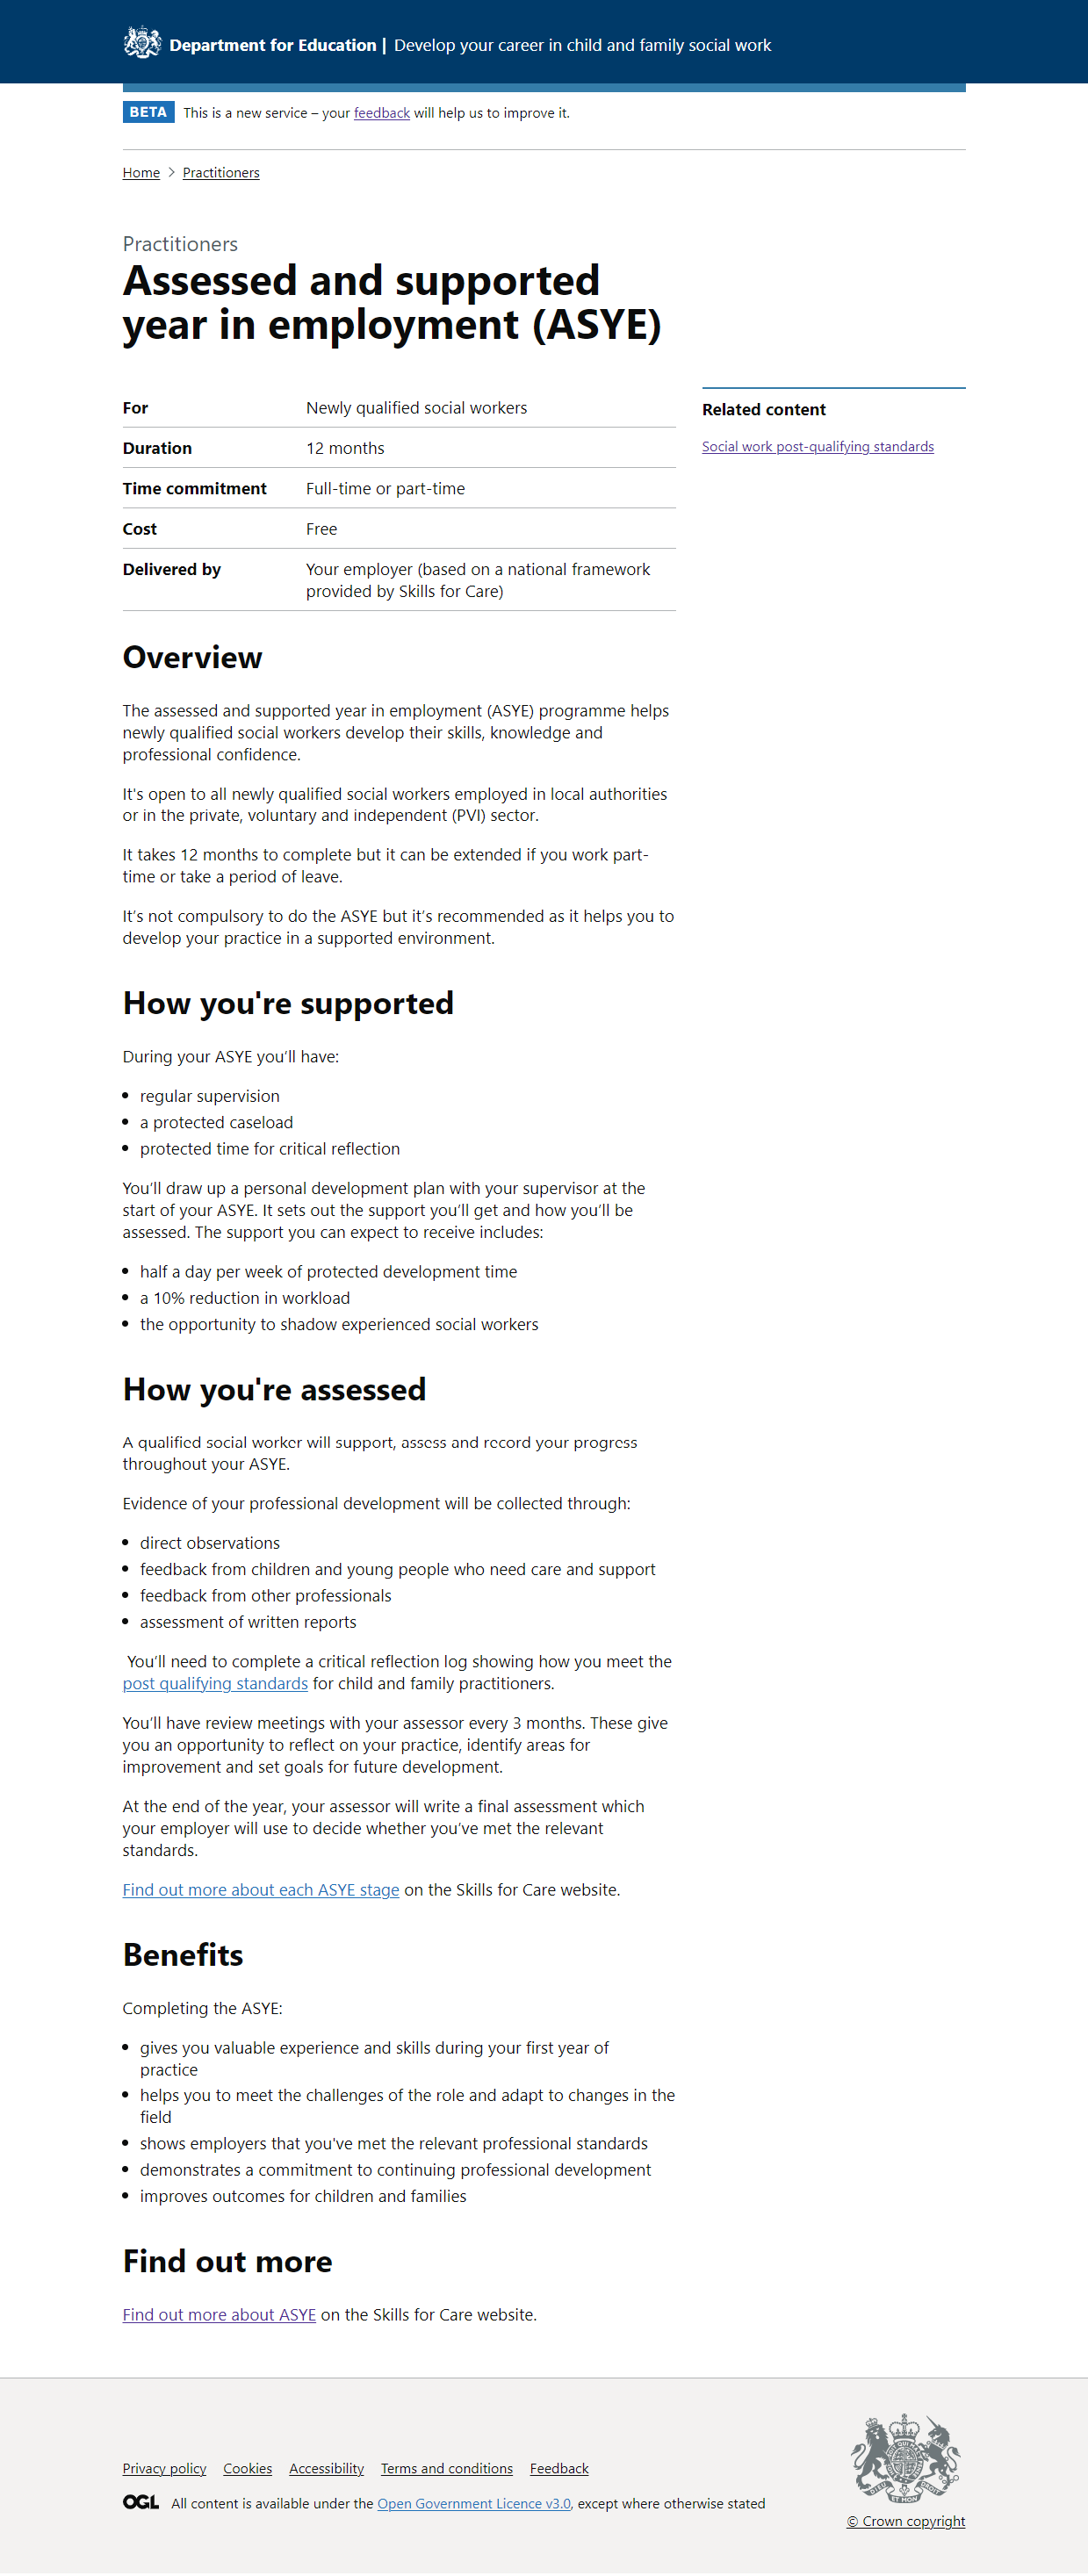 Department for Education | Develop your career in child and family social work
BETA This is a new service – your feedback will help us to improve it.
Home > Practitioners
Practitioners
Assessed and supported
year in employment (ASYE)
For Newly qualified social workers
Duration 12 months
Time commitment Full-time or part-time
Cost Free
Delivered by Your employer (based on a national framework
provided by Skills for Care)
Related content
Social work post-qualifying standards
Overview
The assessed and supported year in employment (ASYE) programme helps
newly qualified social workers develop their skills, knowledge and
professional confidence.
It's open to all newly qualified social workers employed in local authorities
or in the private, voluntary and independent (PVI) sector.
It takes 12 months to complete but it can be extended if you work part-
time or take a period of leave.
It’s not compulsory to do the ASYE but it’s recommended as it helps you to
develop your practice in a supported environment.
How you're supported
During your ASYE you’ll have:
• regular supervision
• a protected caseload
• protected time for critical reflection
You’ll draw up a personal development plan with your supervisor at the
start of your ASYE. It sets out the support you’ll get and how you’ll be
assessed. The support you can expect to receive includes:
• half a day per week of protected development time
• a 10% reduction in workload
• the opportunity to shadow experienced social workers
How you're assessed
A qualified social worker will support, assess and record your progress
throughout your ASYE.
Evidence of your professional development will be collected through:
• direct observations
• feedback from children and young people who need care and support
• feedback from other professionals
• assessment of written reports
You’ll need to complete a critical reflection log showing how you meet the
post qualifying standards for child and family practitioners.
You’ll have review meetings with your assessor every 3 months. These give
you an opportunity to reflect on your practice, identify areas for
improvement and set goals for future development.
At the end of the year, your assessor will write a final assessment which
your employer will use to decide whether you’ve met the relevant
standards.
Find out more about each ASYE stage on the Skills for Care website.
Benefits
Completing the ASYE:
• gives you valuable experience and skills during your first year of
practice
• helps you to meet the challenges of the role and adapt to changes in the
field
• shows employers that you've met the relevant professional standards
• demonstrates a commitment to continuing professional development
• improves outcomes for children and families
Find out more
Find out more about ASYE on the Skills for Care website.
Privacy policy Cookies Accessibility Terms and conditions Feedback
OGL All content is available under the Open Government Licence v3.0, except where otherwise stated
© Crown copyright